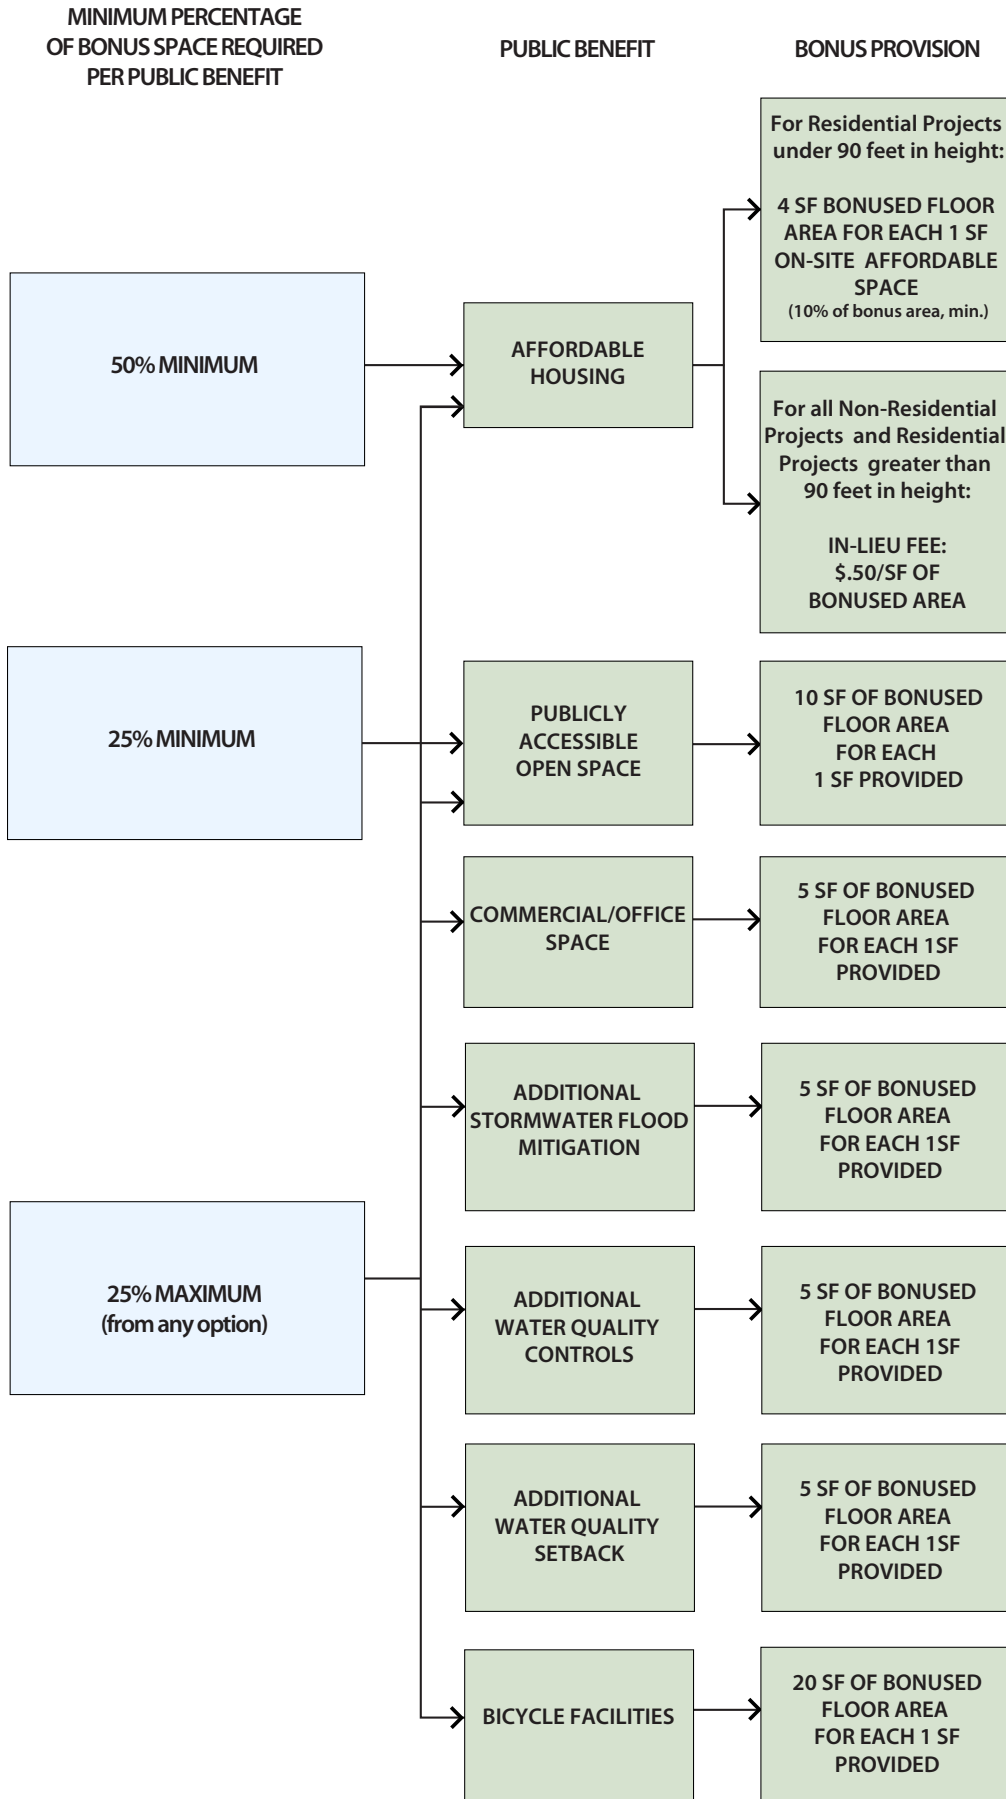 MINIMUM PERCENTAGE
OF BONUS SPACE REQUIRED
PER PUBLIC BENEFIT
PUBLIC BENEFIT
BONUS PROVISION
50% MINIMUM
AFFORDABLE
HOUSING
For Residential Projects
under 90 feet in height:
4 SF BONUSED FLOOR
AREA FOR EACH 1 SF
ON-SITE AFFORDABLE
SPACE
(10% of bonus area, min.)
For all Non-Residential
Projects and Residential
Projects greater than
90 feet in height:
IN-LIEU FEE:
$.50/SF OF
BONUSED AREA
25% MINIMUM
PUBLICLY
ACCESSIBLE
OPEN SPACE
10 SF OF BONUSED
FLOOR AREA
FOR EACH
1 SF PROVIDED
COMMERCIAL/OFFICE
SPACE
5 SF OF BONUSED
FLOOR AREA
FOR EACH 1SF
PROVIDED
ADDITIONAL
STORMWATER FLOOD
MITIGATION
5 SF OF BONUSED
FLOOR AREA
FOR EACH 1SF
PROVIDED
25% MAXIMUM
(from any option)
ADDITIONAL
WATER QUALITY
CONTROLS
5 SF OF BONUSED
FLOOR AREA
FOR EACH 1SF
PROVIDED
ADDITIONAL
WATER QUALITY
SETBACK
5 SF OF BONUSED
FLOOR AREA
FOR EACH 1SF
PROVIDED
BICYCLE FACILITIES
20 SF OF BONUSED
FLOOR AREA
FOR EACH 1 SF
PROVIDED